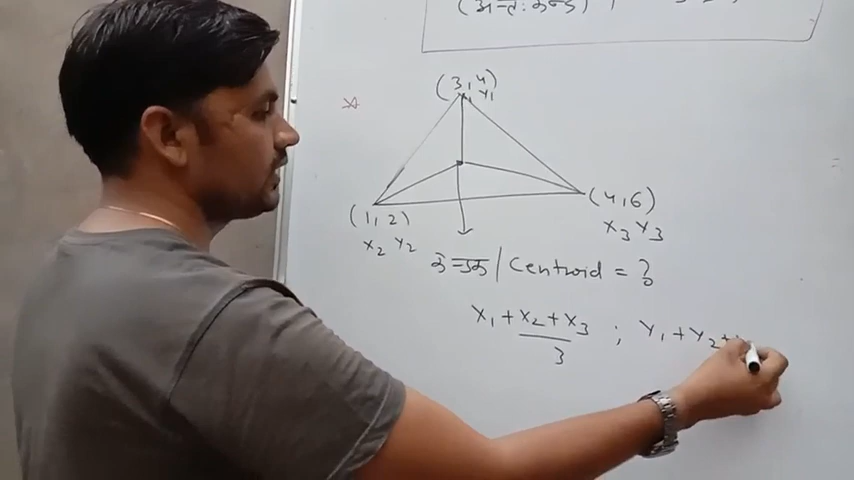 (अन्त: केन्द्र)
(3,4)
Y1
(1,2)
X2 Y2
(4,6)
X3 Y3
केन्द्रक / Centroid = ?
X1 + X2 + X3 / 3 ; Y1 + Y2 +